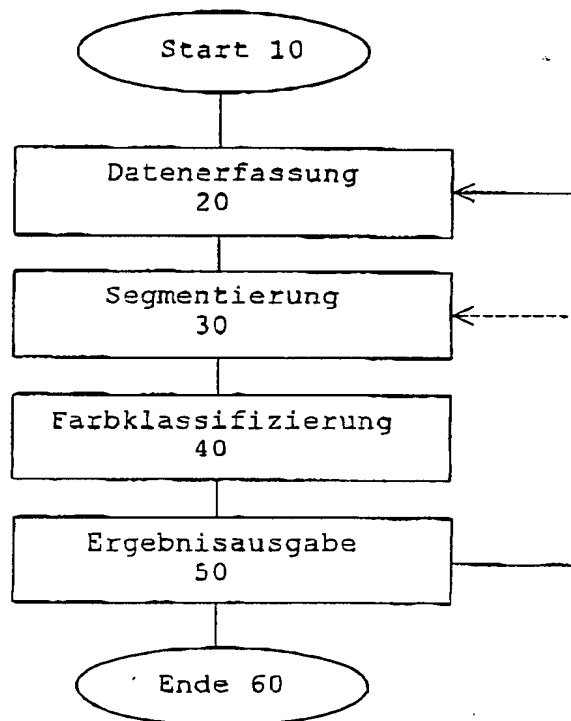 Start 10
Datenerfassung
20
Segmentierung
30
Farbklassifizierung
40
Ergebnisausgabe
50
Ende 60